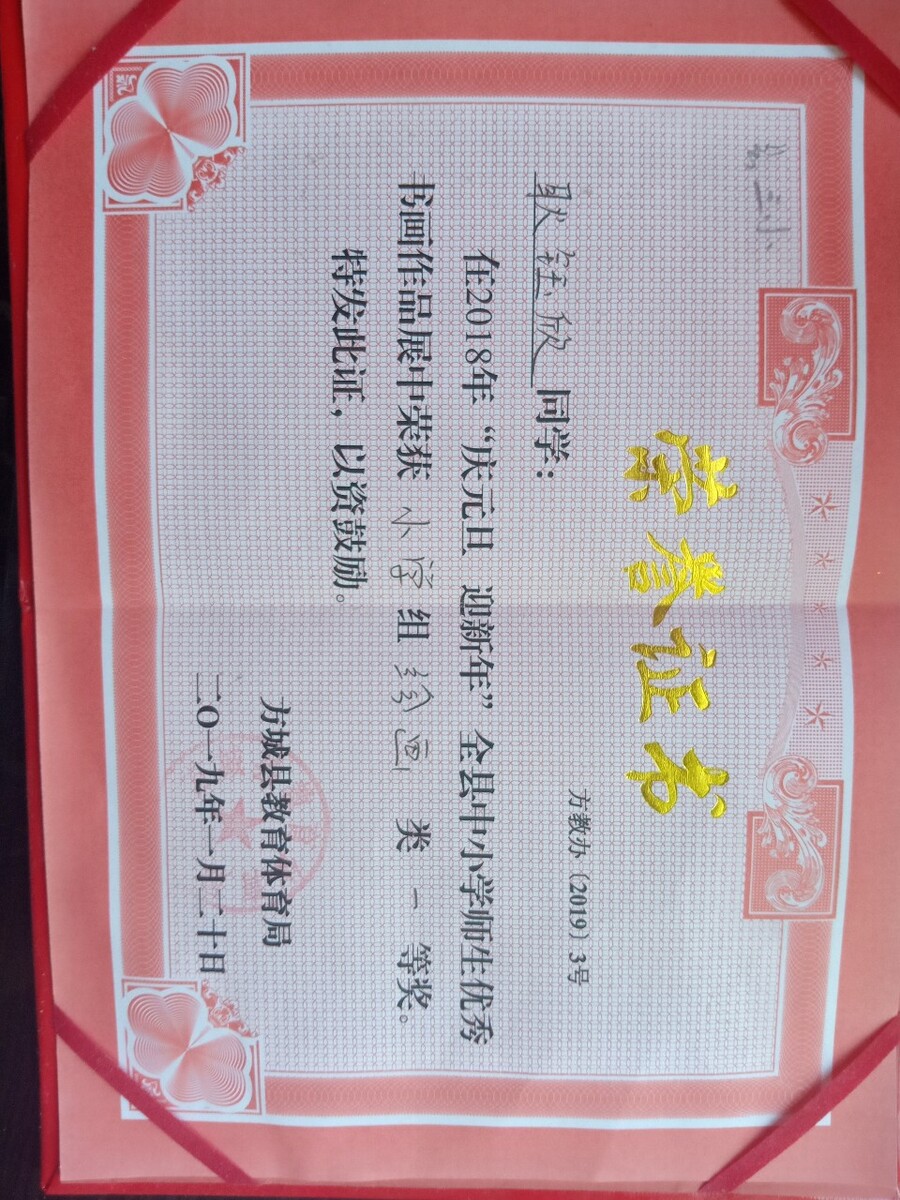 荣誉证书
方教办〔2019〕3号
耿钰欣同学：
在2018年“庆元旦 迎新年”全县中小学师生优秀
书画作品展中荣获 小学 组 绘画 类 一 等奖。
特发此证，以资鼓励。
方城县教育体育局
二〇一九年一月二十日